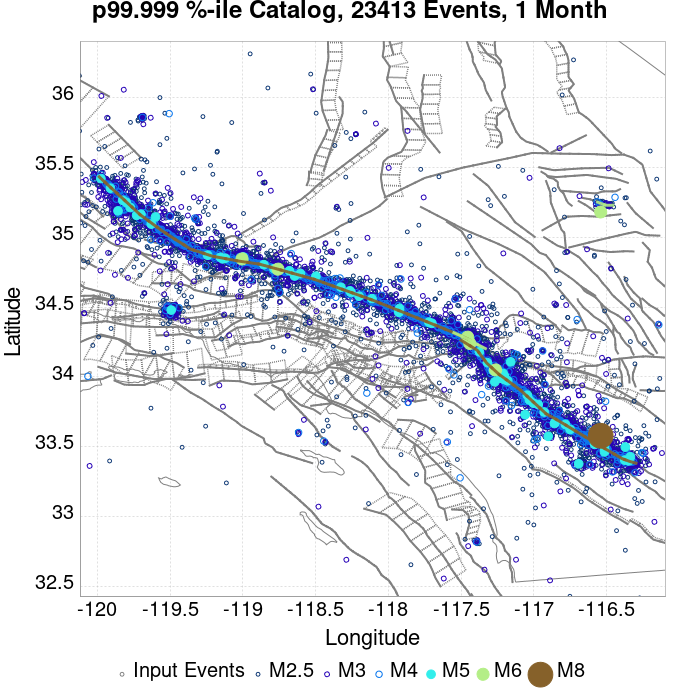 p99.999 %-ile Catalog, 23413 Events, 1 Month
36
35.5
35
34.5
34
33.5
33
32.5
Latitude
-120 -119.5 -119 -118.5 -118 -117.5 -117 -116.5
Longitude
Input Events M2.5 M3 M4 M5 M6 M8